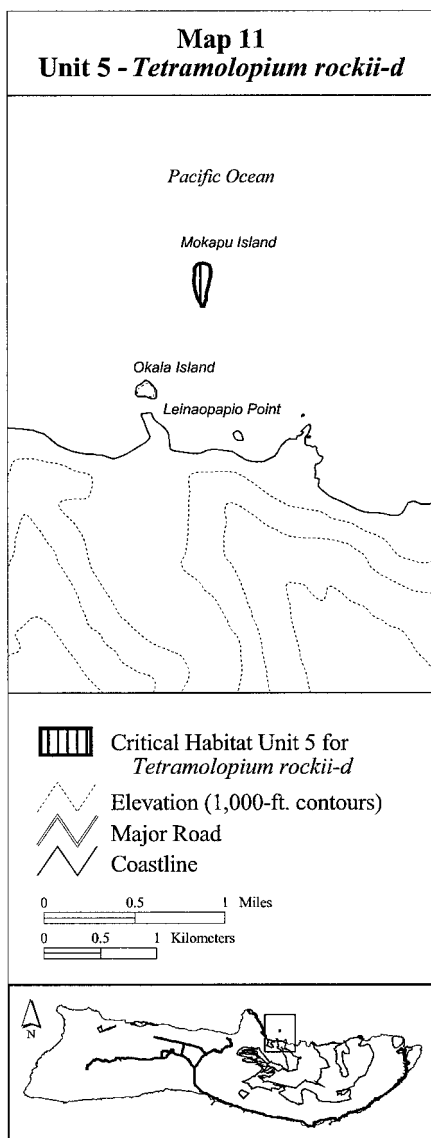 Map 11
Unit 5 - Tetramolopium rockii-d
Pacific Ocean
Mokapu Island
Okala Island
Leinaopapio Point
Critical Habitat Unit 5 for
Tetramolopium rockii-d
Elevation (1,000-ft. contours)
Major Road
Coastline
0 0.5 1 Miles
0 0.5 1 Kilometers
N